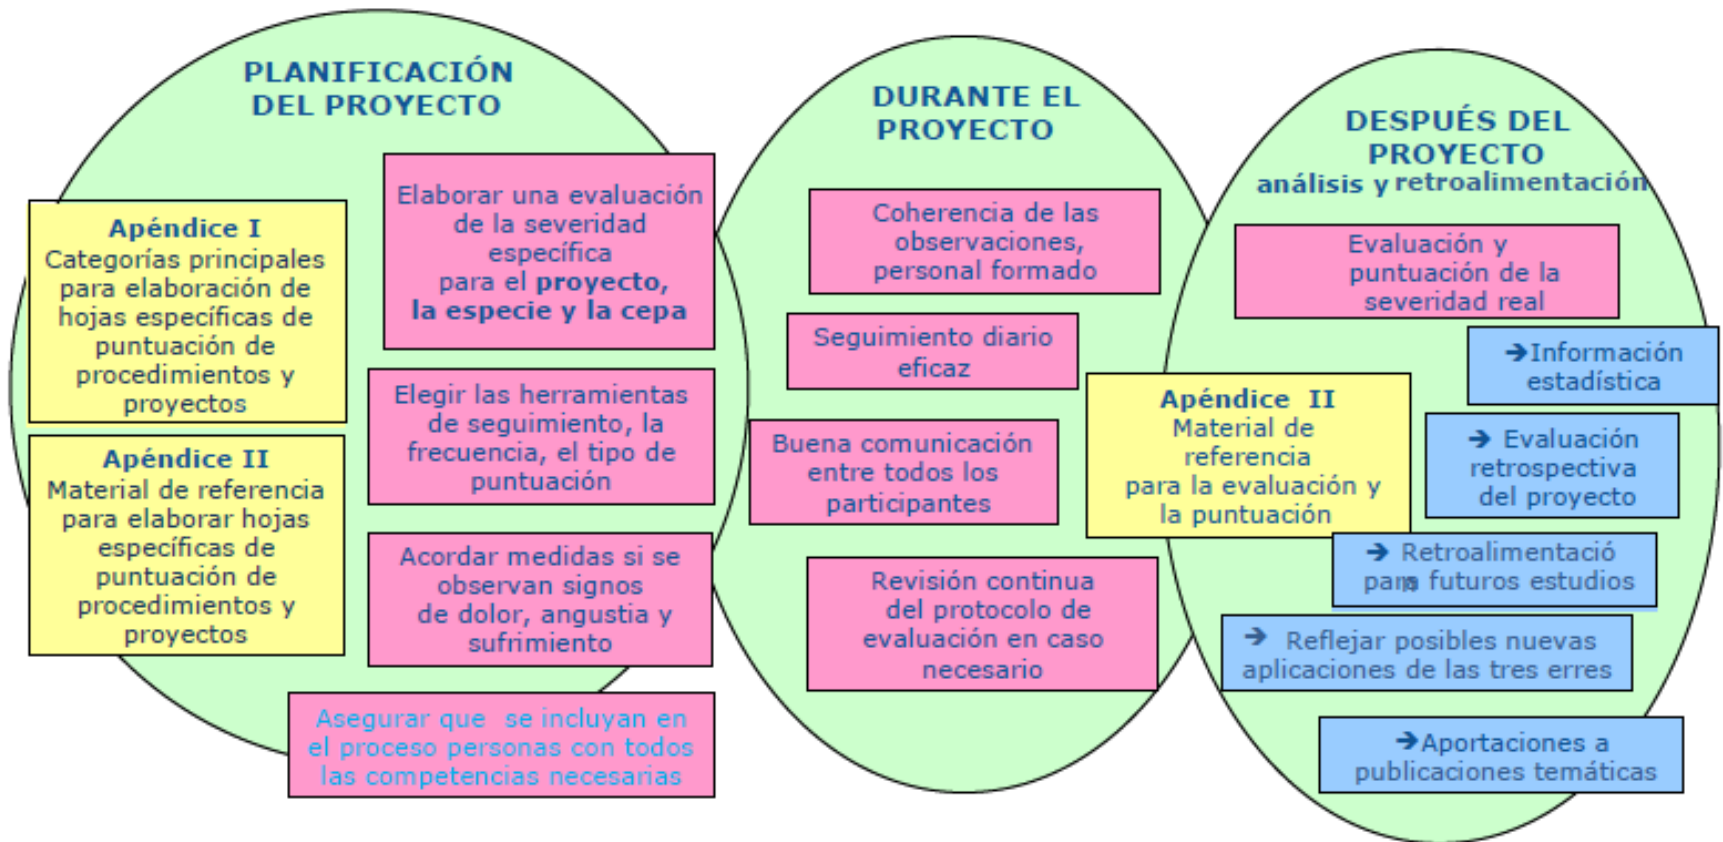 PLANIFICACIÓN
DEL PROYECTO
Apéndice I
Categorías principales
para elaboración de
hojas específicas de
puntuación de
procedimientos y
proyectos
Apéndice II
Material de referencia
para elaborar hojas
específicas de
puntuación de
procedimientos y
proyectos
Elaborar una evaluación
de la severidad
específica
para el proyecto,
la especie y la cepa
Elegir las herramientas
de seguimiento, la
frecuencia, el tipo de
puntuación
Acordar medidas si se
observan signos
de dolor, angustia y
sufrimiento
Asegurar que se incluyan en
el proceso personas con todos
las competencias necesarias
DURANTE EL
PROYECTO
Coherencia de las
observaciones,
personal formado
Seguimiento diario
eficaz
Buena comunicación
entre todos los
participantes
Revisión continua
del protocolo de
evaluación en caso
necesario
Apéndice II
Material de
referencia
para la evaluación y
la puntuación
DESPUÉS DEL
PROYECTO
análisis y retroalimentación
Evaluación y
puntuación de la
severidad real
➔Información
estadística
➔ Evaluación
retrospectiva
del proyecto
➔ Retroalimentació
para futuros estudios
➔ Reflejar posibles nuevas
aplicaciones de las tres erres
➔Aportaciones a
publicaciones temáticas